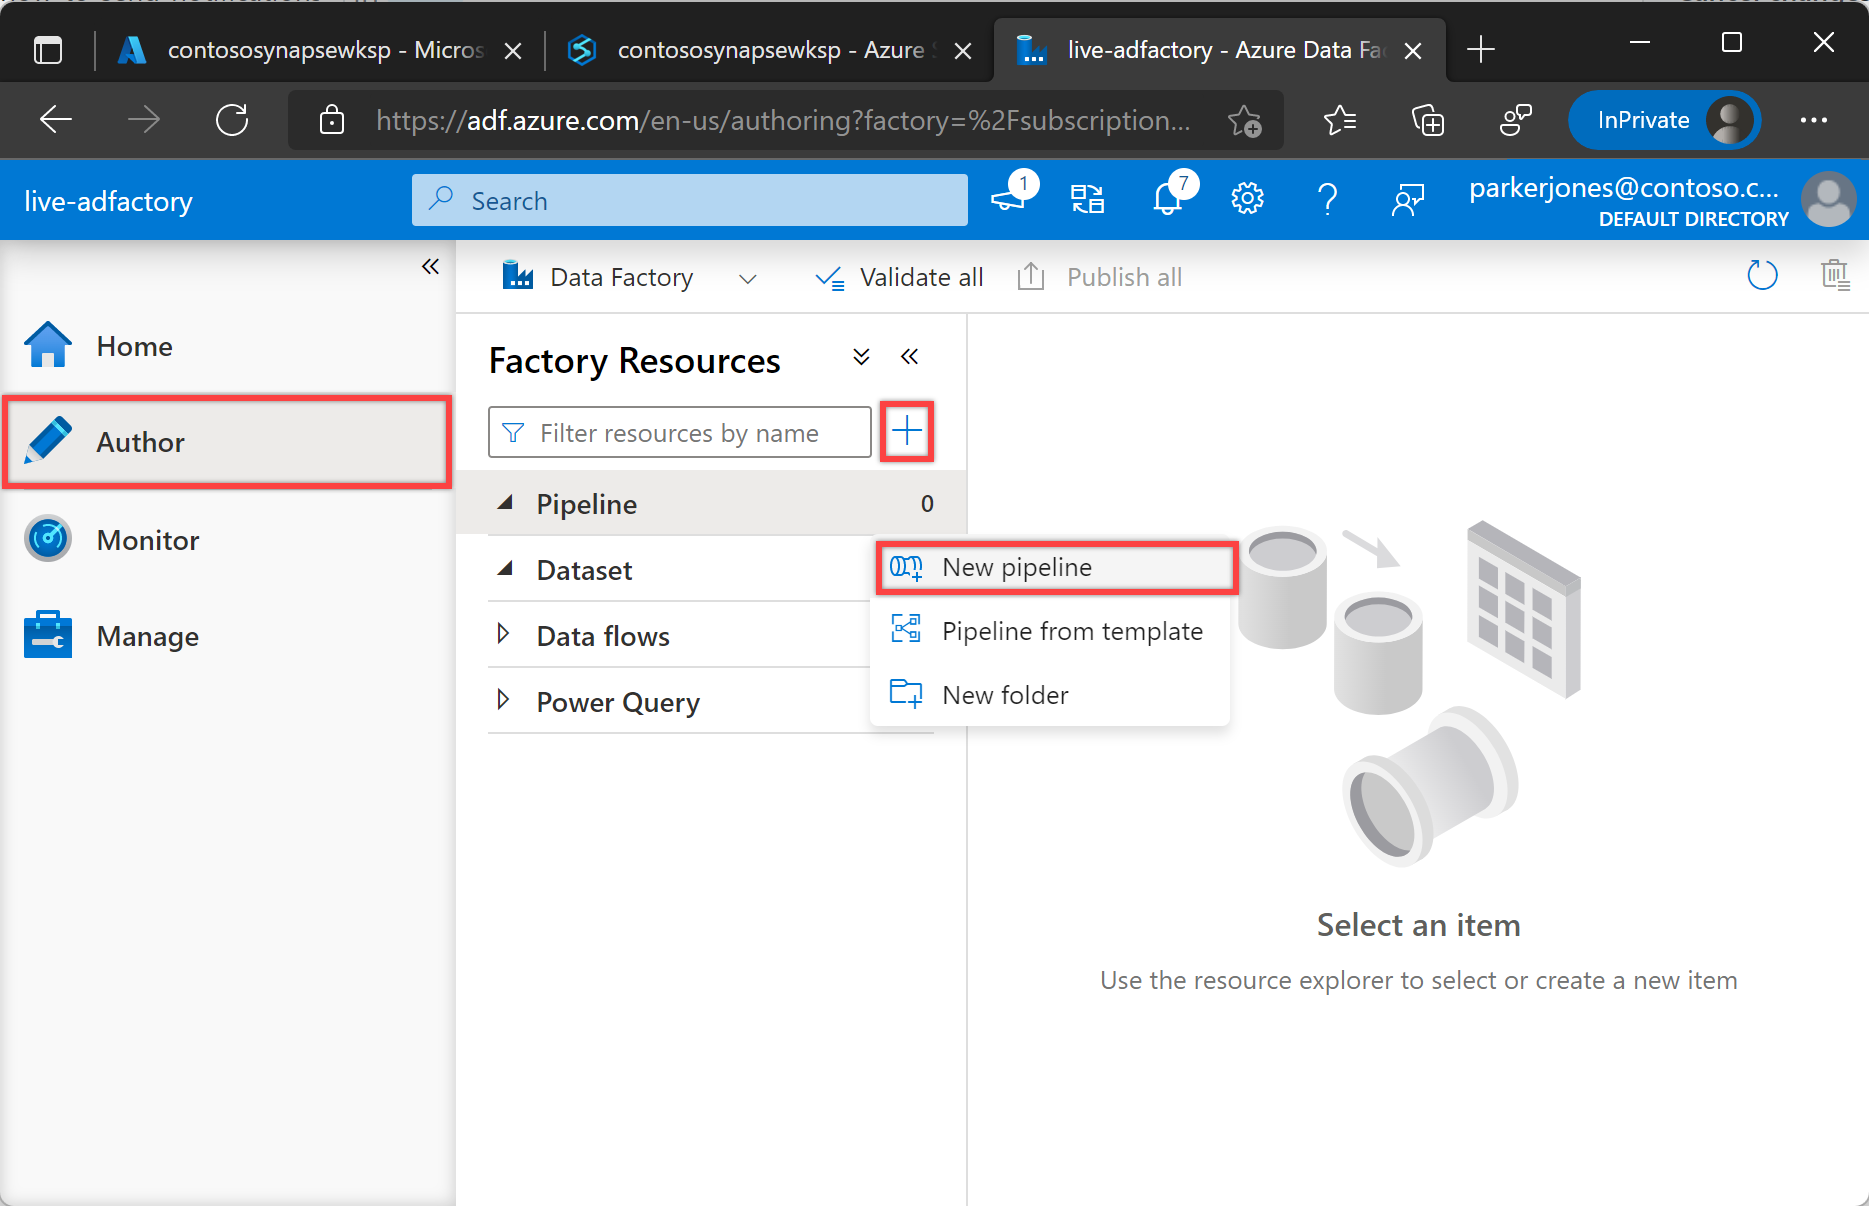 contososynapsewksp - Micros
contososynapsewksp - Azure S
live-adfactory - Azure Data Fac
https://adf.azure.com/en-us/authoring?factory=%2Fsubscription...
InPrivate
live-adfactory
Search
1
7
parkerjones@contoso.c...
DEFAULT DIRECTORY
Data Factory
Validate all
Publish all
Home
Author
Monitor
Manage
Factory Resources
Filter resources by name
Pipeline 0
Dataset
Data flows
Power Query
New pipeline
Pipeline from template
New folder
Select an item
Use the resource explorer to select or create a new item